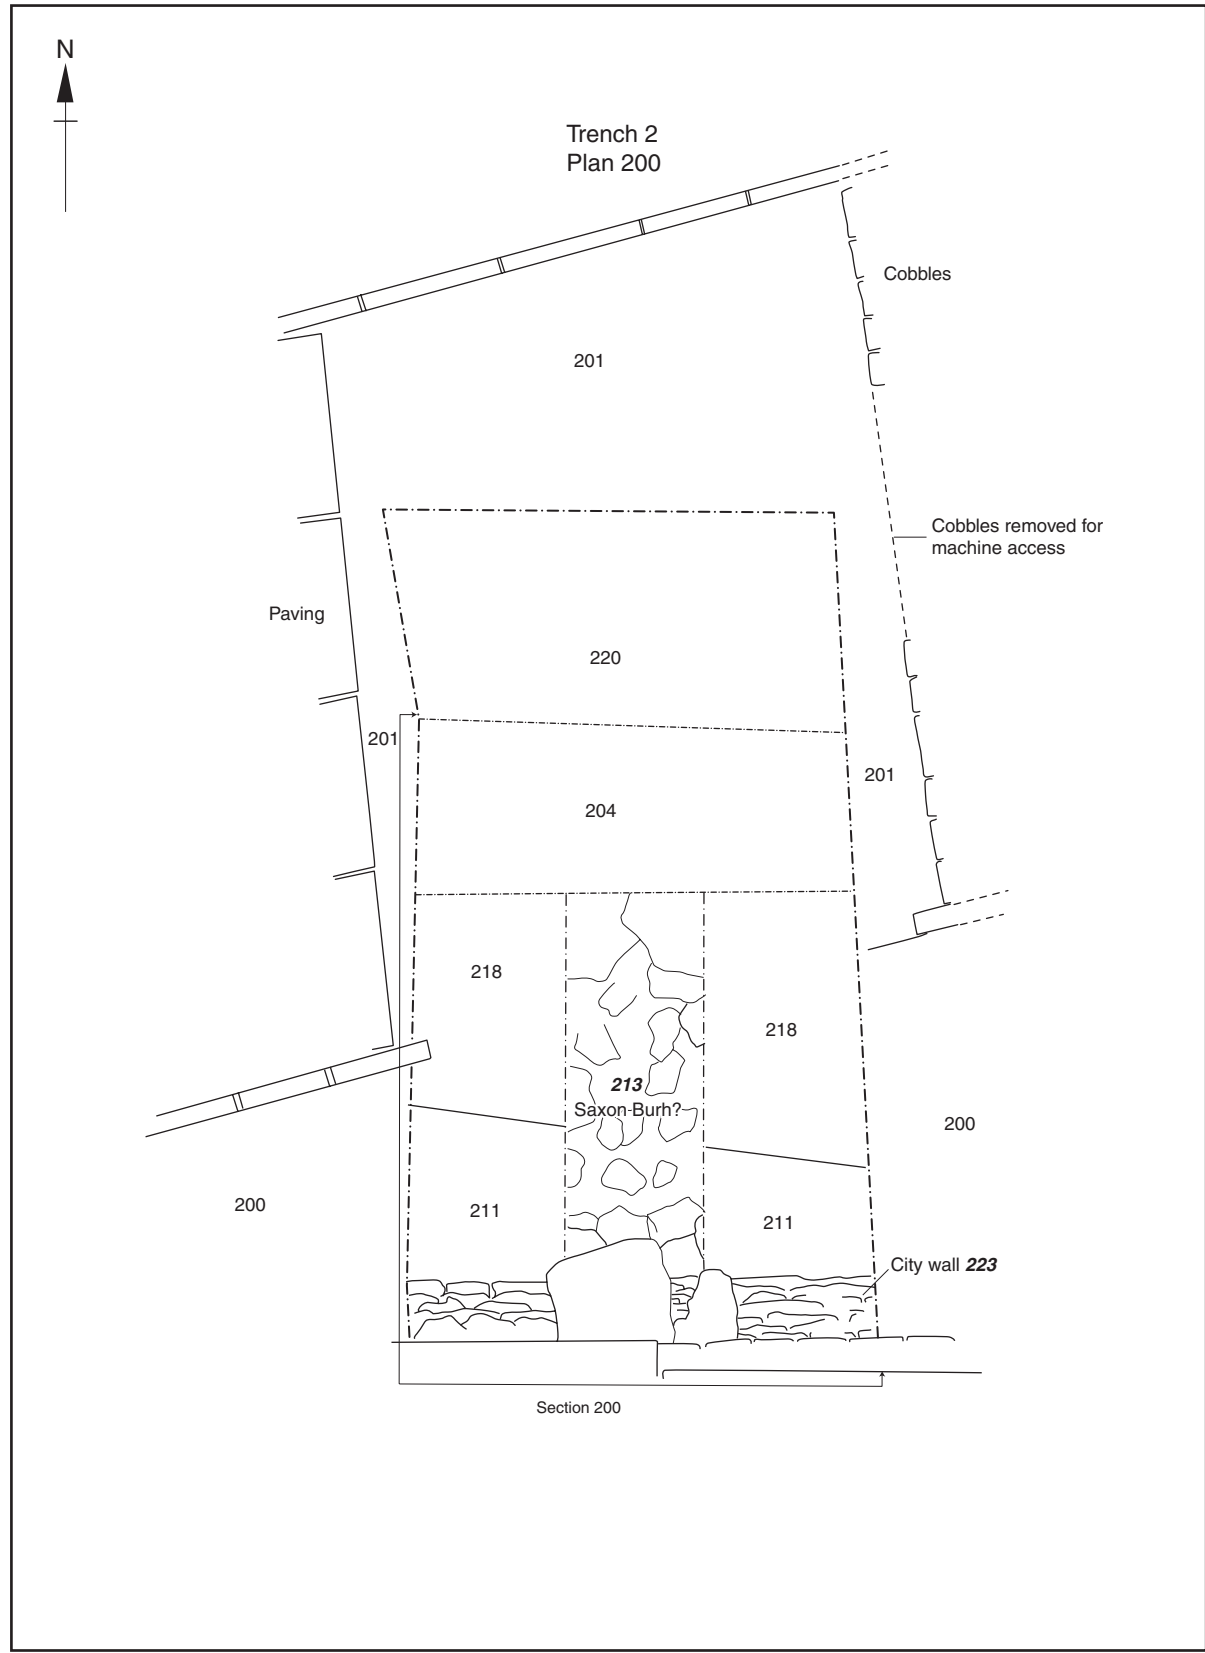 N
Trench 2
Plan 200
Cobbles
201
Cobbles removed for
machine access
Paving
220
201
201
204
218
218
213
Saxon-Burh?
200
200
211
211
City wall 223
Section 200